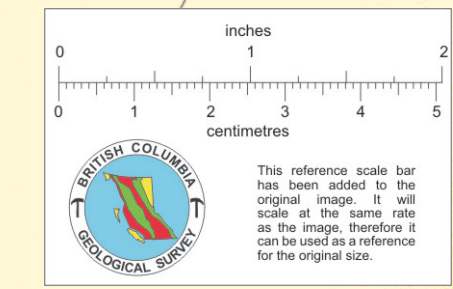 inches
0 1 2
0 1 2 3 4 5
centimetres
BRITISH COLUMBIA
GEOLOGICAL SURVEY
This reference scale bar
has been added to the
original image. It will
scale at the same rate
as the image, therefore it
can be used as a reference
for the original size.